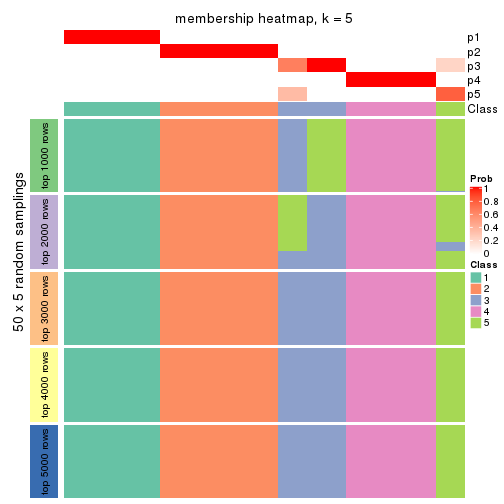 membership heatmap, k = 5
p1
p2
p3
p4
p5
Class
50 x 5 random samplings
top 1000 rows
top 2000 rows
top 3000 rows
top 4000 rows
top 5000 rows
Prob
1
0.8
0.6
0.4
0.2
0
Class
1
2
3
4
5